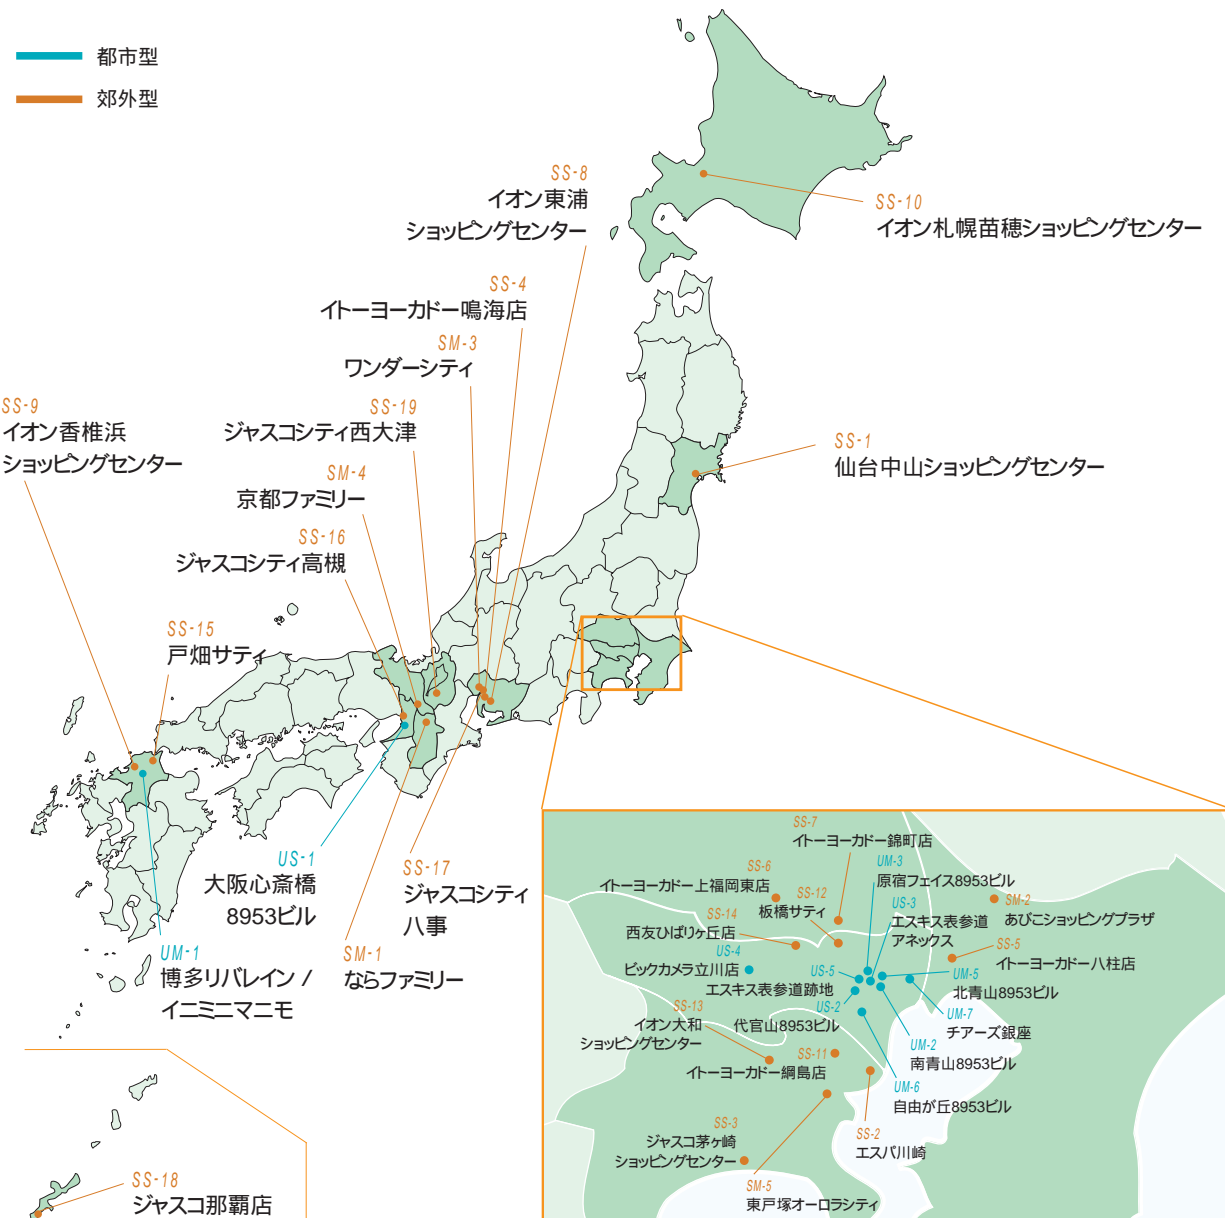 都市型
郊外型
SS-8
イオン東浦
ショッピングセンター
SS-10
イオン札幌苗穂ショッピングセンター
SS-4
イトーヨーカドー鳴海店
SM-3
ワンダーシティ
SS-9
イオン香椎浜
ショッピングセンター
SS-19
ジャスコシティ西大津
SS-1
仙台中山ショッピングセンター
SM-4
京都ファミリー
SS-16
ジャスコシティ高槻
SS-15
戸畑サティ
US-1
大阪心斎橋
8953ビル
SS-17
ジャスコシティ
八事
UM-1
博多リバレイン /
イニミニマニモ
SM-1
ならファミリー
SS-7
イトーヨーカドー錦町店
UM-3
原宿フェイス8953ビル
SS-6
イトーヨーカドー上福岡東店
SS-12
板橋サティ
US-3
エスキス表参道
アネックス
SM-2
あびこショッピングプラザ
SS-14
西友ひばりヶ丘店
SS-5
イトーヨーカドー八柱店
US-4
ビックカメラ立川店
US-5
エスキス表参道跡地
UM-5
北青山8953ビル
US-2
代官山8953ビル
UM-7
チアーズ銀座
SS-13
イオン大和
ショッピングセンター
UM-2
南青山8953ビル
SS-11
イトーヨーカドー綱島店
UM-6
自由が丘8953ビル
SS-3
ジャスコ茅ヶ崎
ショッピングセンター
SS-2
エスパ川崎
SM-5
東戸塚オーロラシティ
SS-18
ジャスコ那覇店